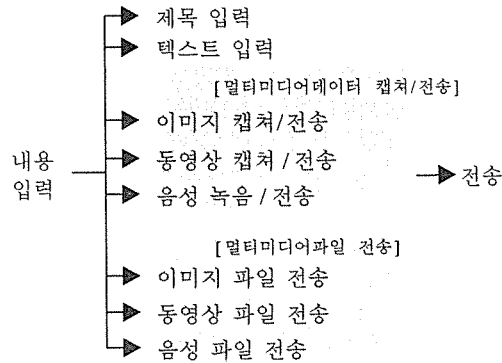 제목 입력
텍스트 입력
[멀티미디어데이터 캡쳐/전송]
이미지 캡쳐/전송
내용
입력
동영상 캡쳐 / 전송
음성 녹음 / 전송
전송
[멀티미디어파일 전송]
이미지 파일 전송
동영상 파일 전송
음성 파일 전송